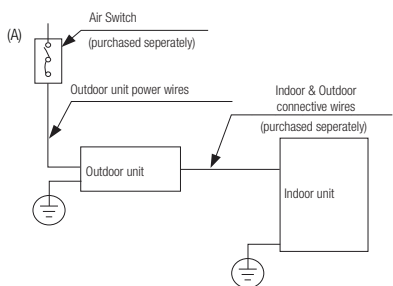 Air Switch
(A)
(purchased seperately)
Outdoor unit power wires
Indoor & Outdoor
connective wires
(purchased seperately)
Outdoor unit
Indoor unit